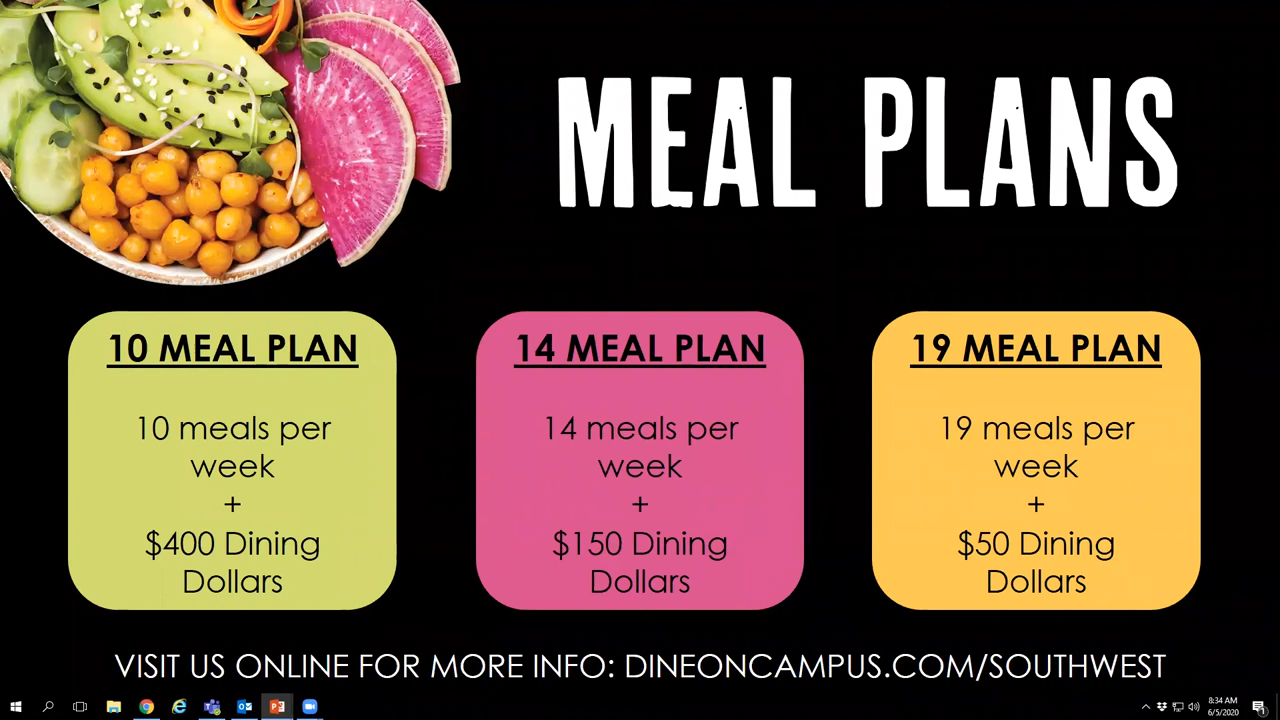 MEAL PLANS
10 MEAL PLAN
10 meals per
week
+
$400 Dining
Dollars
14 MEAL PLAN
14 meals per
week
+
$150 Dining
Dollars
19 MEAL PLAN
19 meals per
week
+
$50 Dining
Dollars
VISIT US ONLINE FOR MORE INFO: DINEONCAMPUS.COM/SOUTHWEST
8:34 AM
6/5/2020